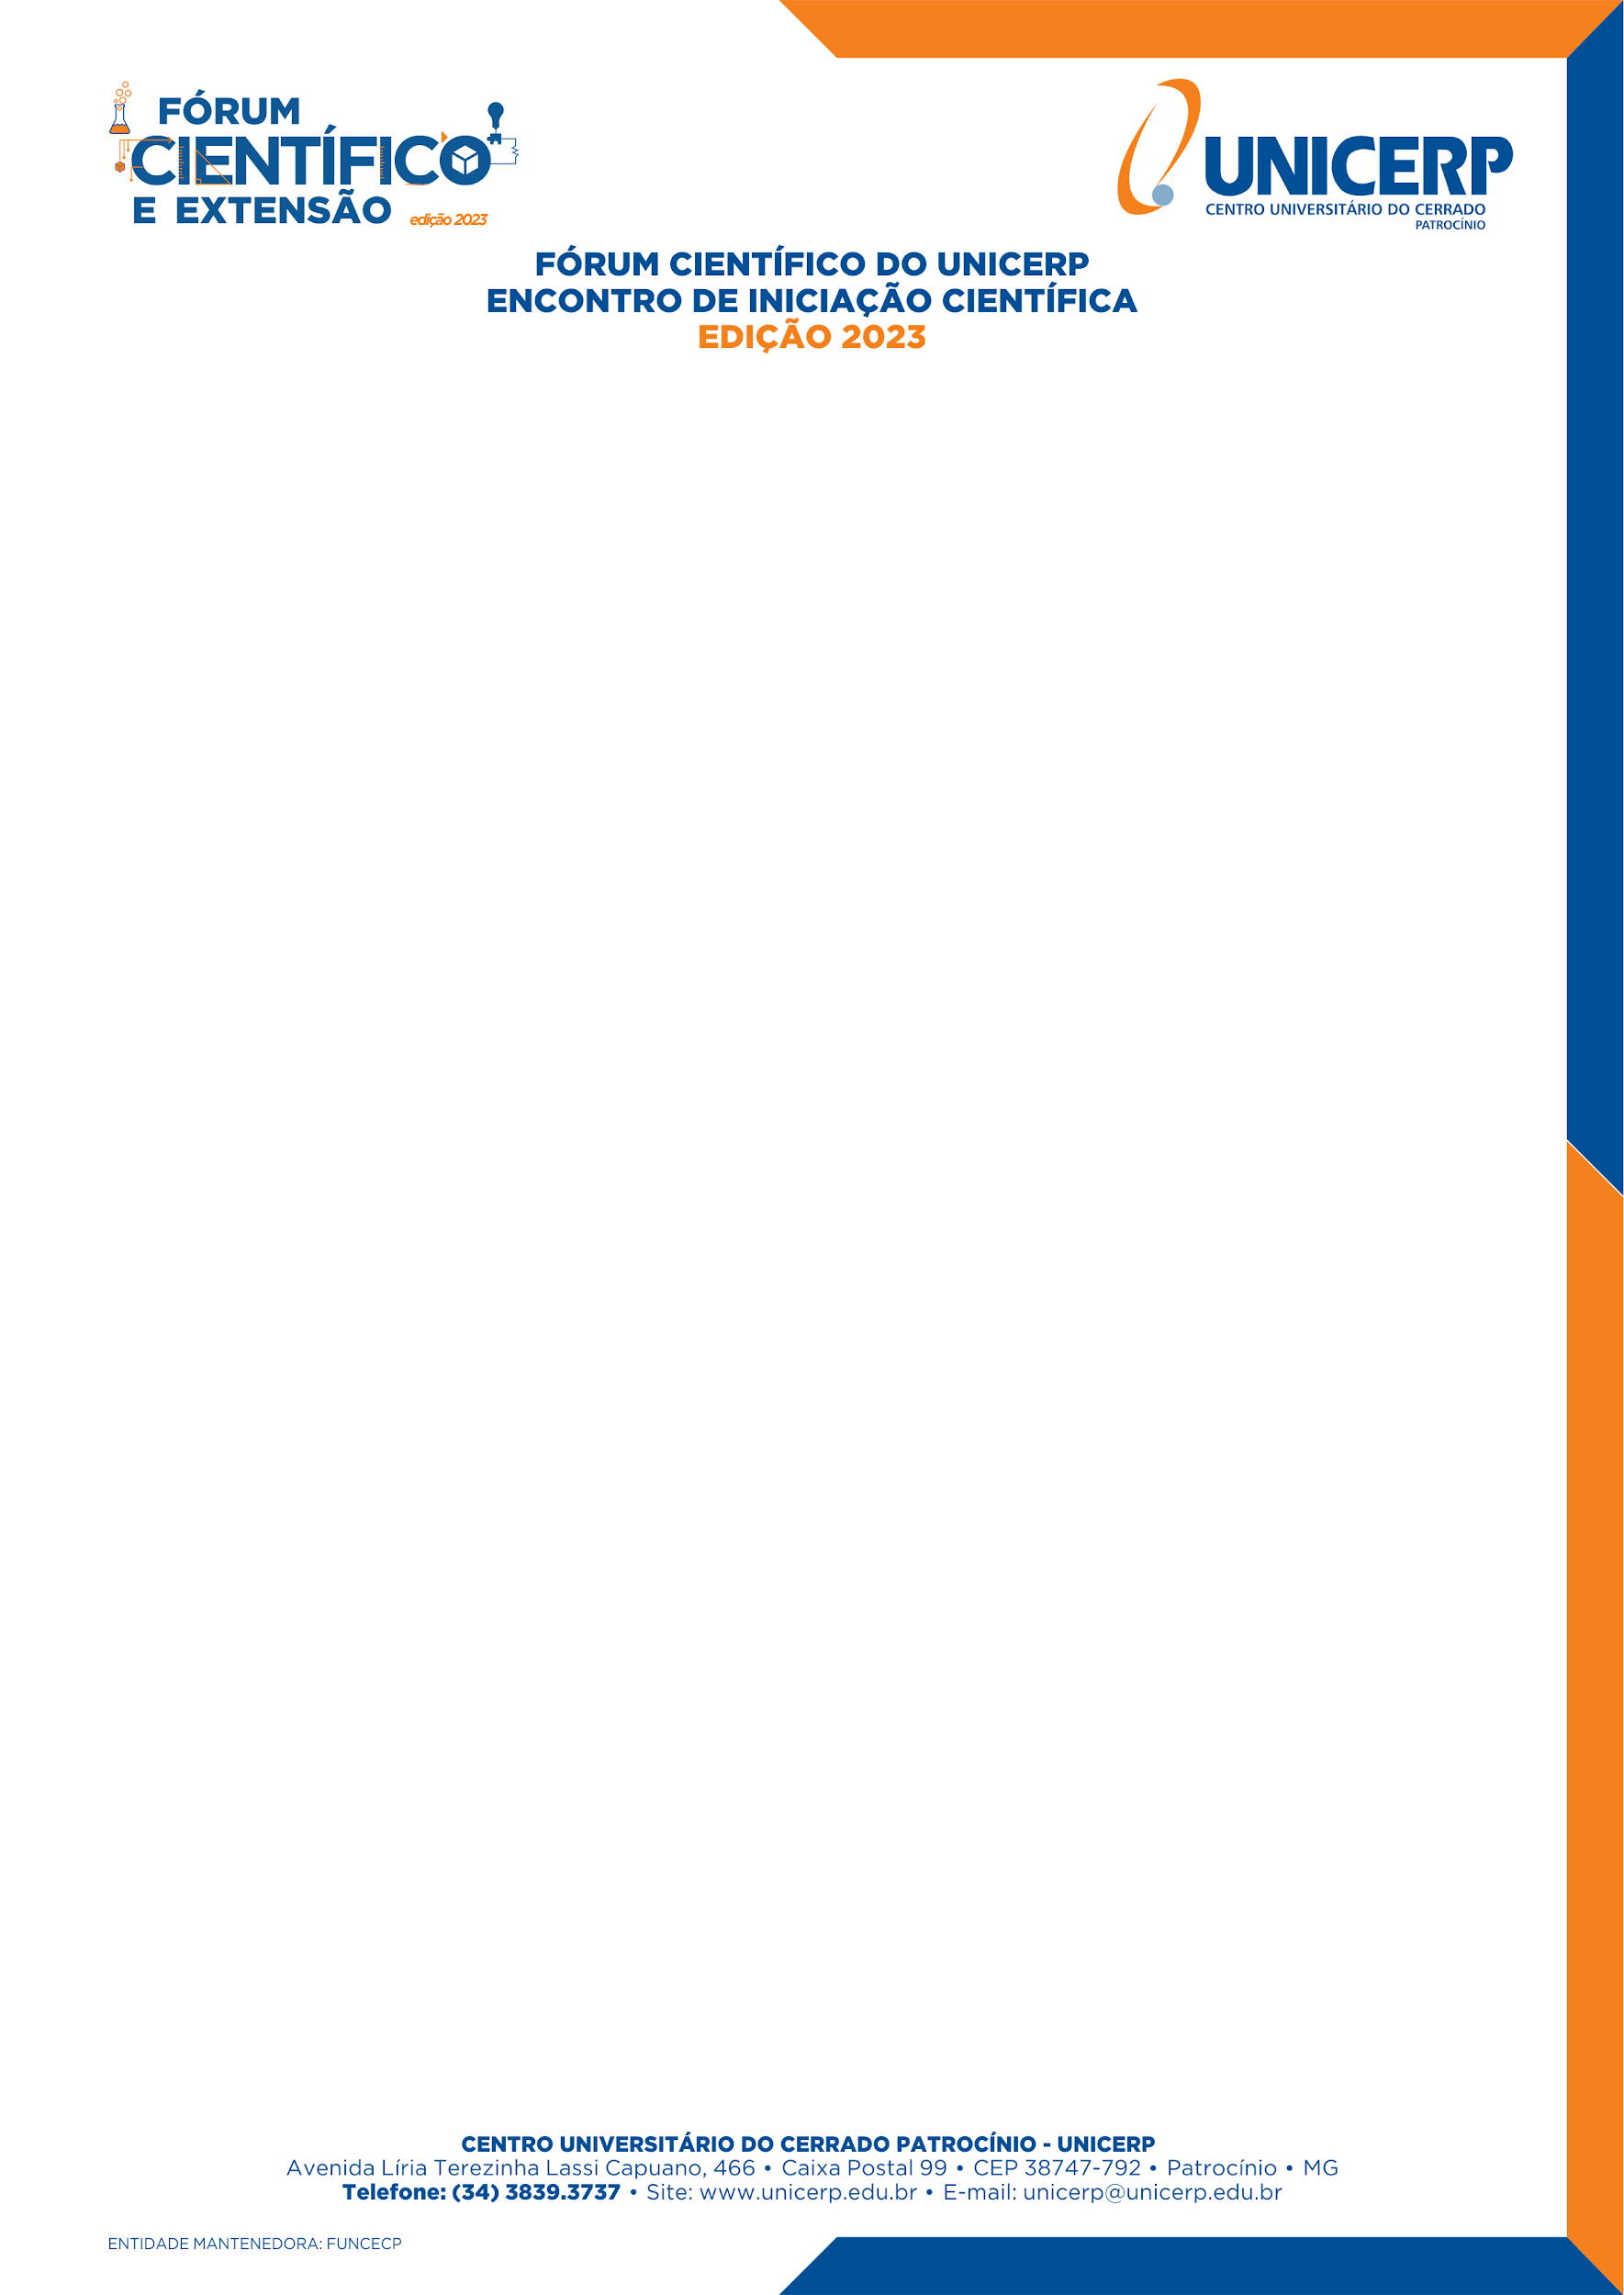 FÓRUM
CIENTÍFICO
E EXTENSÃO edição 2023
UNICERP
CENTRO UNIVERSITÁRIO DO CERRADO
PATROCÍNIO
FÓRUM CIENTÍFICO DO UNICERP
ENCONTRO DE INICIAÇÃO CIENTÍFICA
EDIÇÃO 2023
CENTRO UNIVERSITÁRIO DO CERRADO PATROCÍNIO - UNICERP
Avenida Líria Terezinha Lassi Capuano, 466 • Caixa Postal 99 • CEP 38747-792 • Patrocínio • MG
Telefone: (34) 3839.3737 • Site: www.unicerp.edu.br • E-mail: unicerp@unicerp.edu.br
ENTIDADE MANTENEDORA: FUNCECP